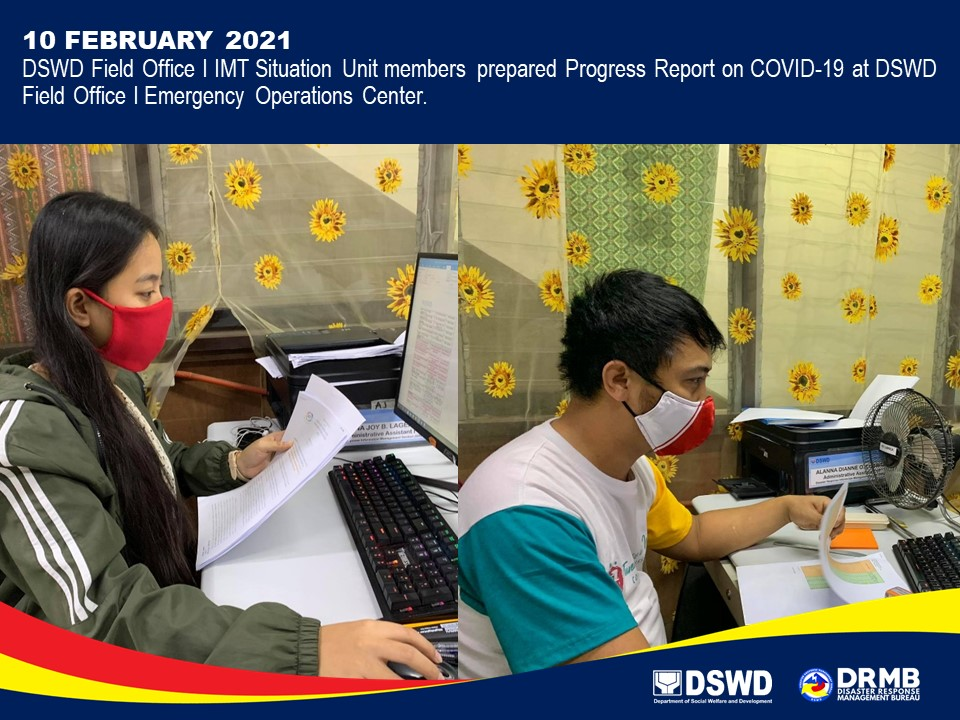 10 FEBRUARY 2021
DSWD Field Office I IMT Situation Unit members prepared Progress Report on COVID-19 at DSWD
Field Office I Emergency Operations Center.
JOY B.
Administrative Assistant
DSWD
ALANNA DIANNE
Administrative
DSWD
Department of Social Welfare and Development
DRMB
DISASTER RESPONSE
MANAGEMENT BUREAU